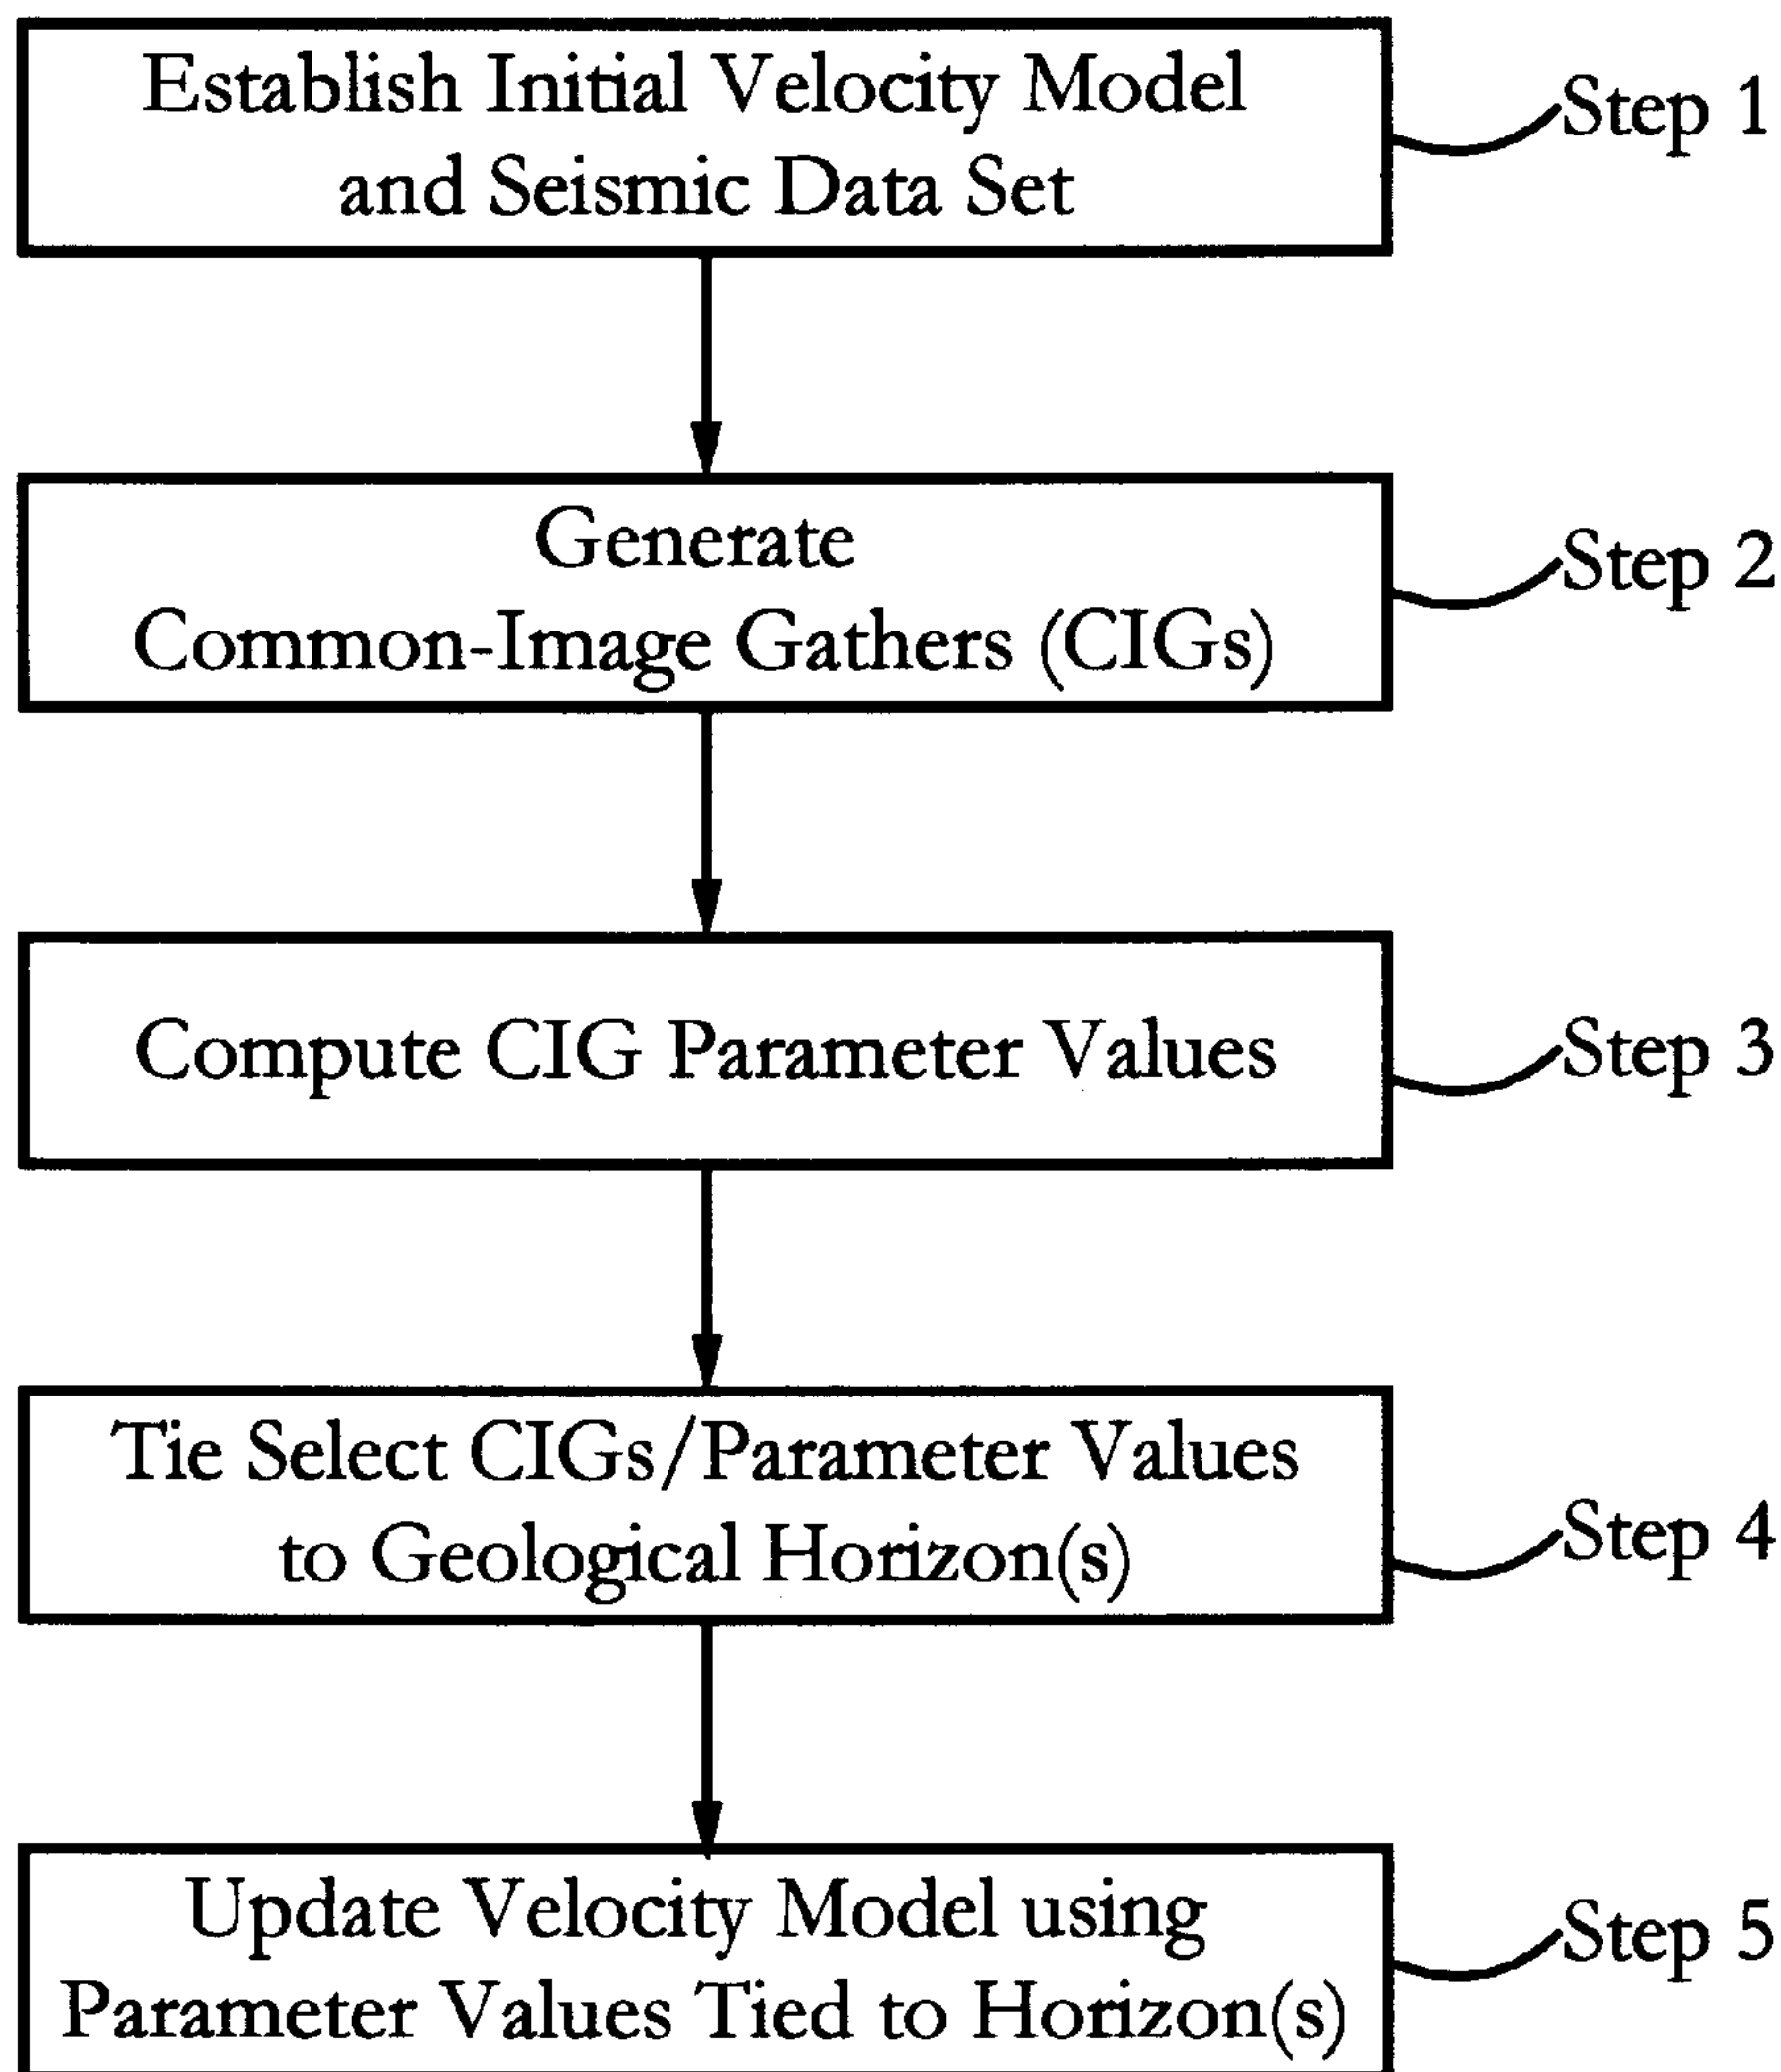 Establish Initial Velocity Model
and Seismic Data Set
Step 1
Generate
Common-Image Gathers (CIGs)
Step 2
Compute CIG Parameter Values
Step 3
Tie Select CIGs/Parameter Values
to Geological Horizon(s)
Step 4
Update Velocity Model using
Parameter Values Tied to Horizon(s)
Step 5